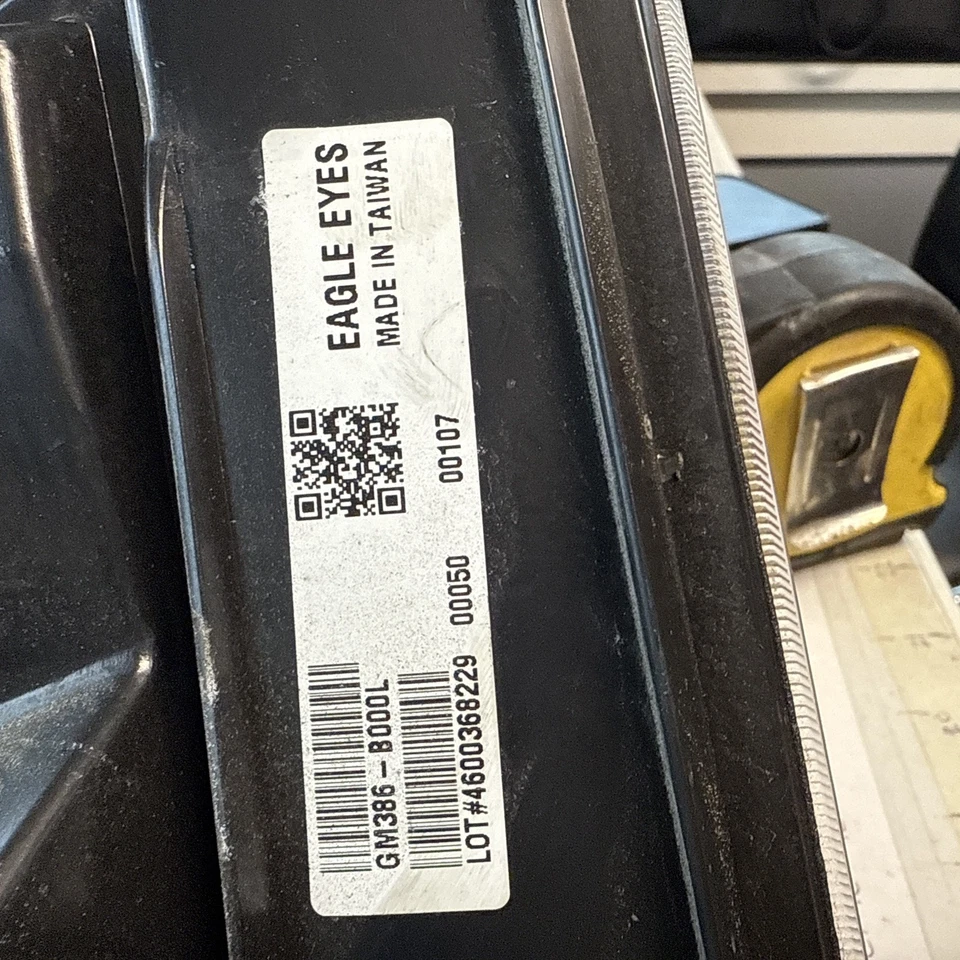 EAGLE EYES
MADE IN TAIWAN
GM386-B000L
LOT#4600368229 00050 00107